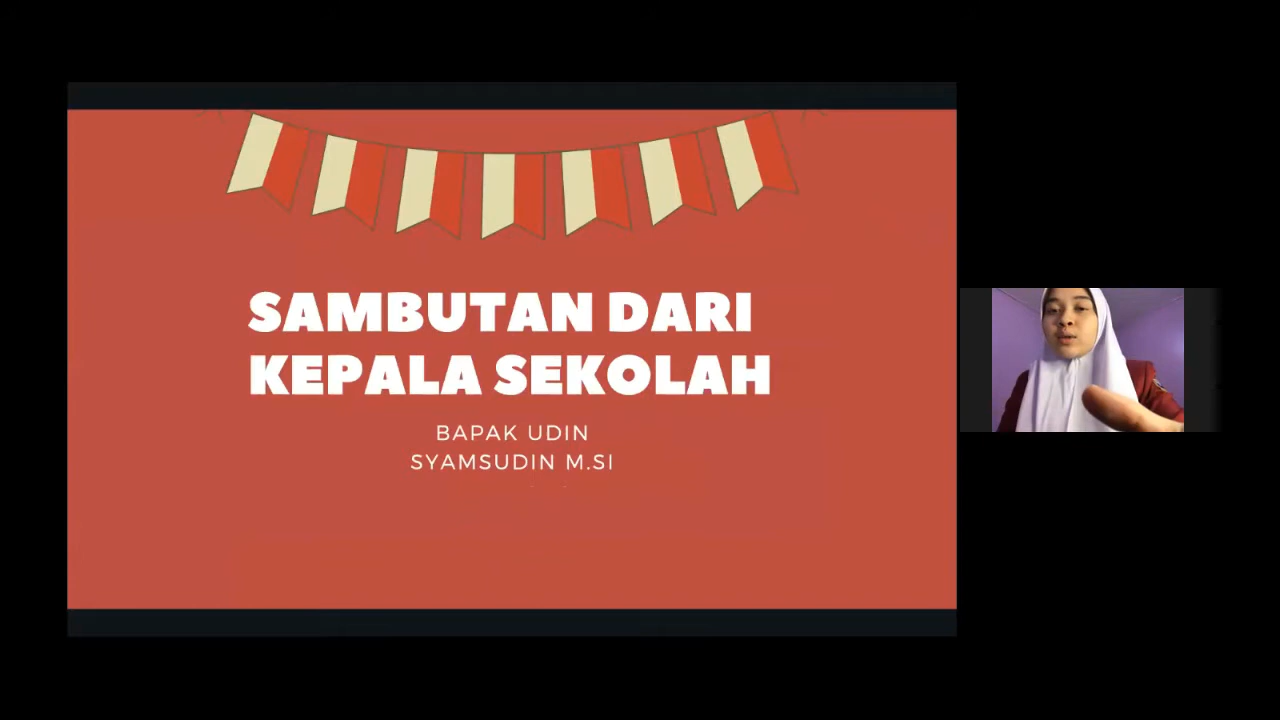 SAMBUTAN DARI
KEPALA SEKOLAH
BAPAK UDIN
SYAMSUDIN M.SI